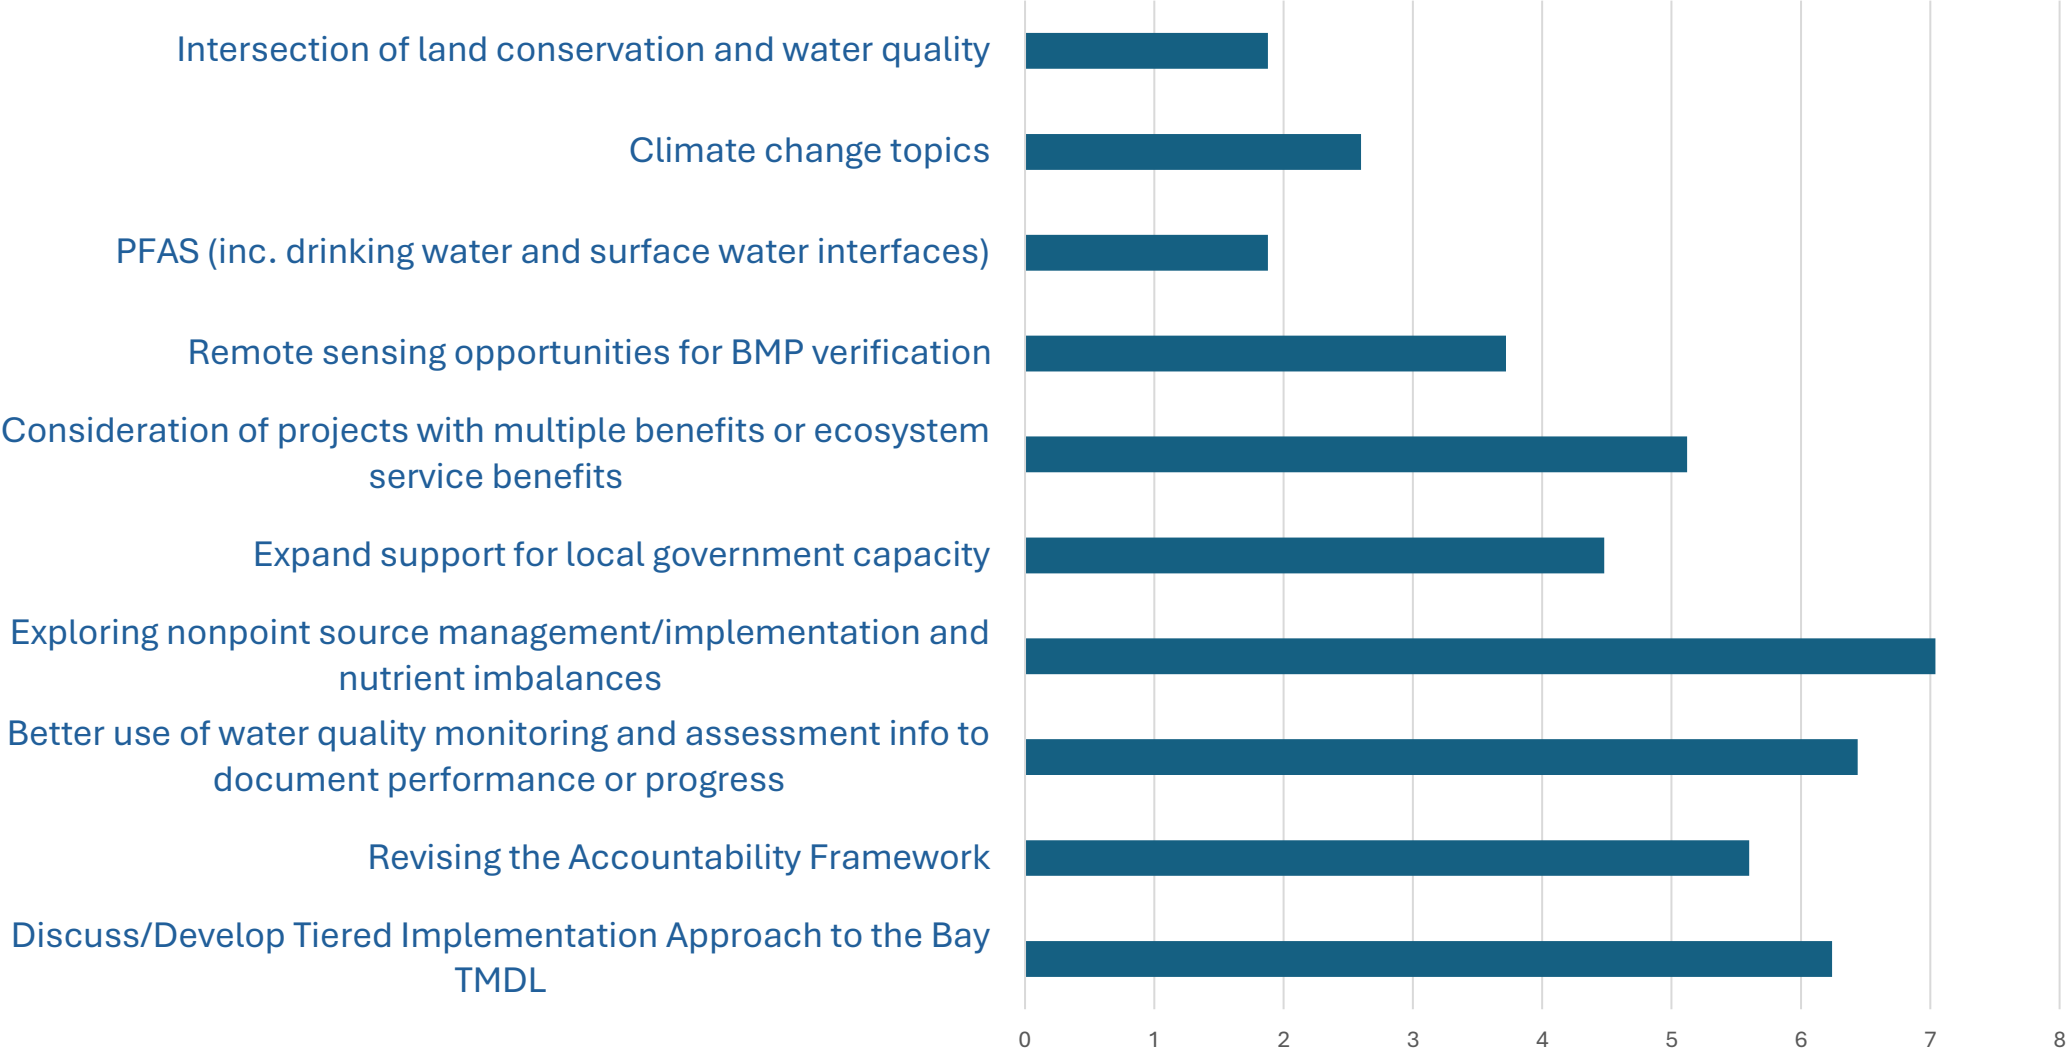 Intersection of land conservation and water quality
Climate change topics
PFAS (inc. drinking water and surface water interfaces)
Remote sensing opportunities for BMP verification
Consideration of projects with multiple benefits or ecosystem
service benefits
Expand support for local government capacity
Exploring nonpoint source management/implementation and
nutrient imbalances
Better use of water quality monitoring and assessment info to
document performance or progress
Revising the Accountability Framework
Discuss/Develop Tiered Implementation Approach to the Bay
TMDL
0 1 2 3 4 5 6 7 8